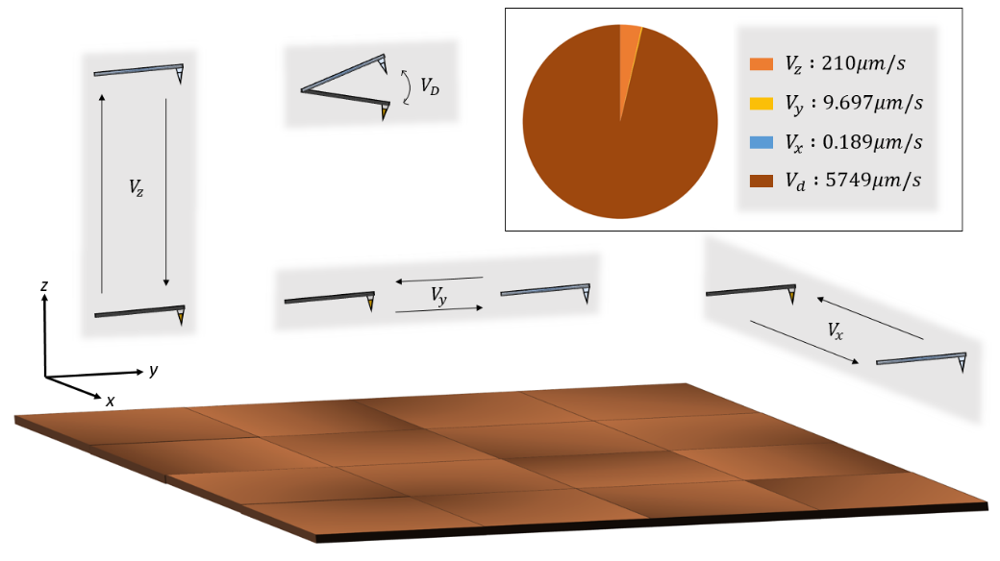 V_D
V_z : 210μm/s
V_y : 9.697μm/s
V_x : 0.189μm/s
V_d : 5749μm/s
V_z
V_y
V_x
z
y
x